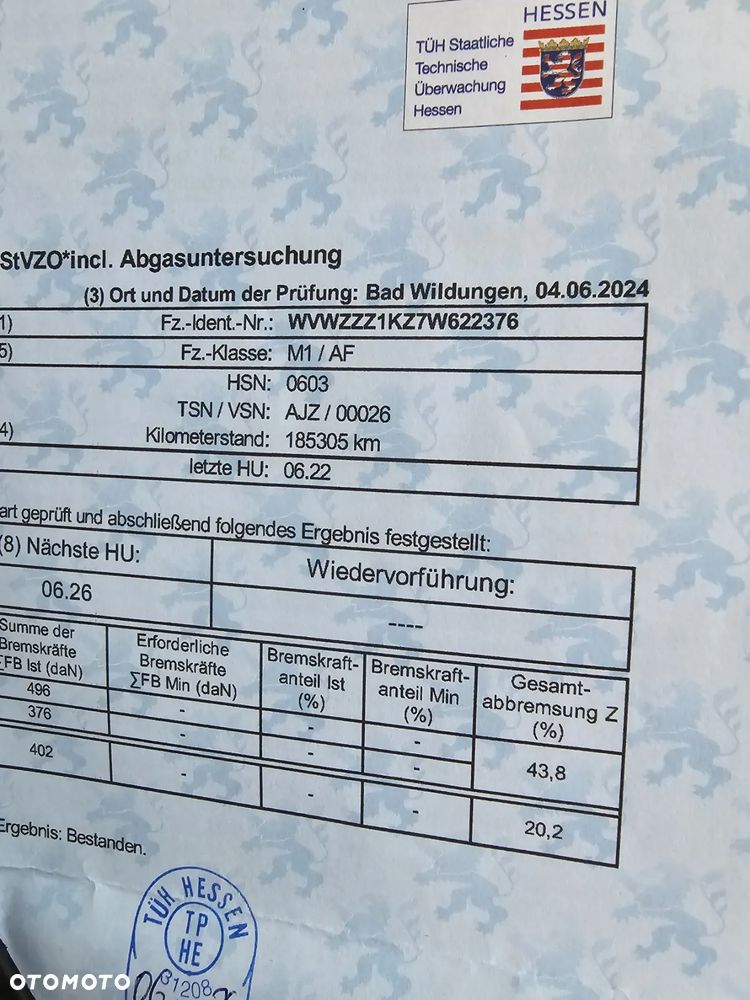 HESSEN
TÜH Staatliche
Technische
Überwachung
Hessen
StVZO*incl. Abgasuntersuchung
(3) Ort und Datum der Prüfung: Bad Wildungen, 04.06.2024
1) Fz.-Ident.-Nr.: WVWZZZ1KZ7W622376
5) Fz.-Klasse: M1 / AF
HSN: 0603
TSN / VSN: AJZ / 00026
4) Kilometerstand: 185305 km
letzte HU: 06.22
art geprüft und abschließend folgendes Ergebnis festgestellt:
(8) Nächste HU: Wiedervorführung:
06.26 ----
Summe der Bremskräfte ΣFB Ist (daN)
Erforderliche Bremskräfte ΣFB Min (daN)
Bremskraft-anteil Ist (%)
Bremskraft-anteil Min (%)
Gesamt-abbremsung Z (%)
496 - - -
376 - - - 43,8
402 - - - 20,2
Ergebnis: Bestanden.
TÜH HESSEN
TP
HE
OTOMOTO